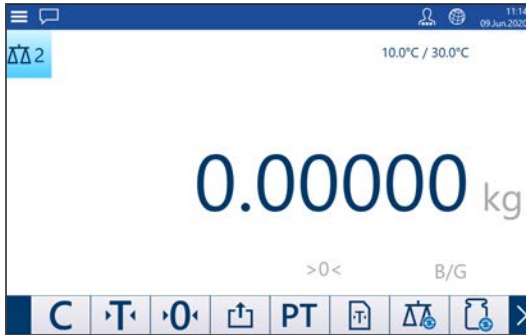 11:14
09.Jun.2020
2
10.0°C / 30.0°C
0.00000 kg
>0< B/G
C T 0 PT T